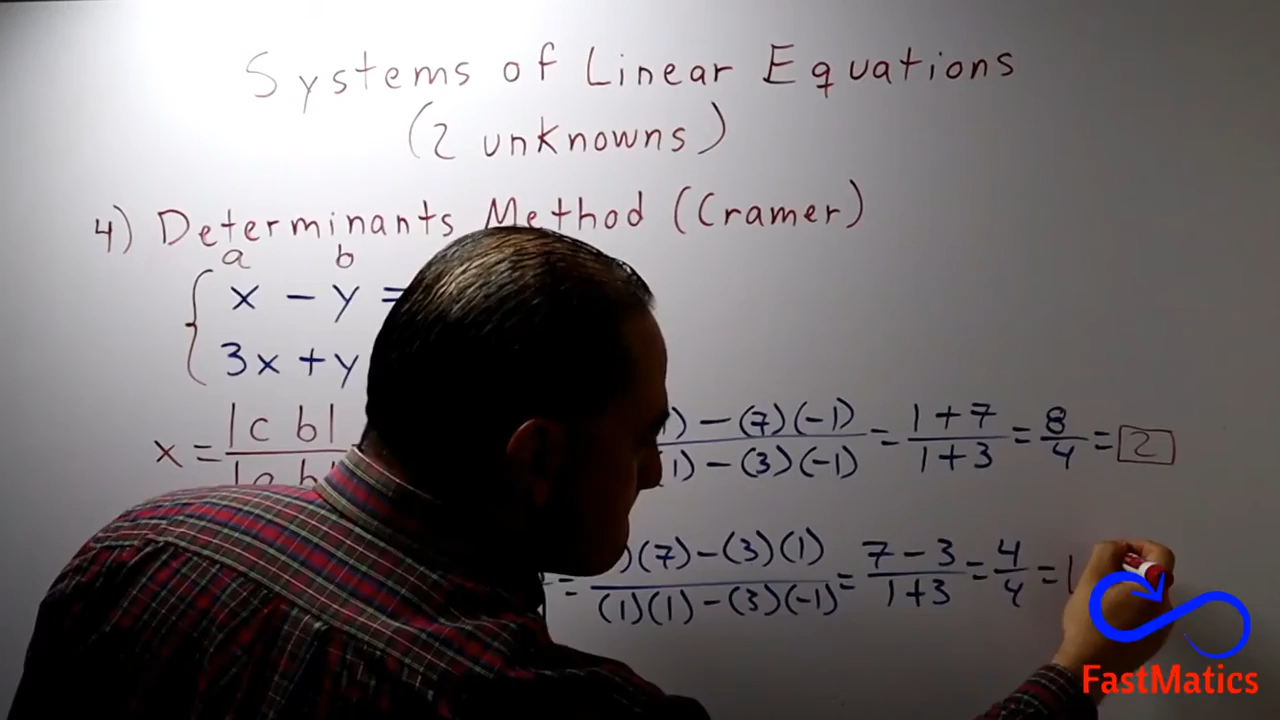 Systems of Linear Equations
(2 unknowns)
4) Determinants Method (Cramer)
a b
x - y =
3x + y
x = |c b| / |a b ) - (7)(-1) / (1) - (3)(-1) = 1 + 7 / 1 + 3 = 8 / 4 = 2
= )(7) - (3)(1) / (1)(1) - (3)(-1) = 7 - 3 / 1 + 3 = 4 / 4 = 1
FastMatics